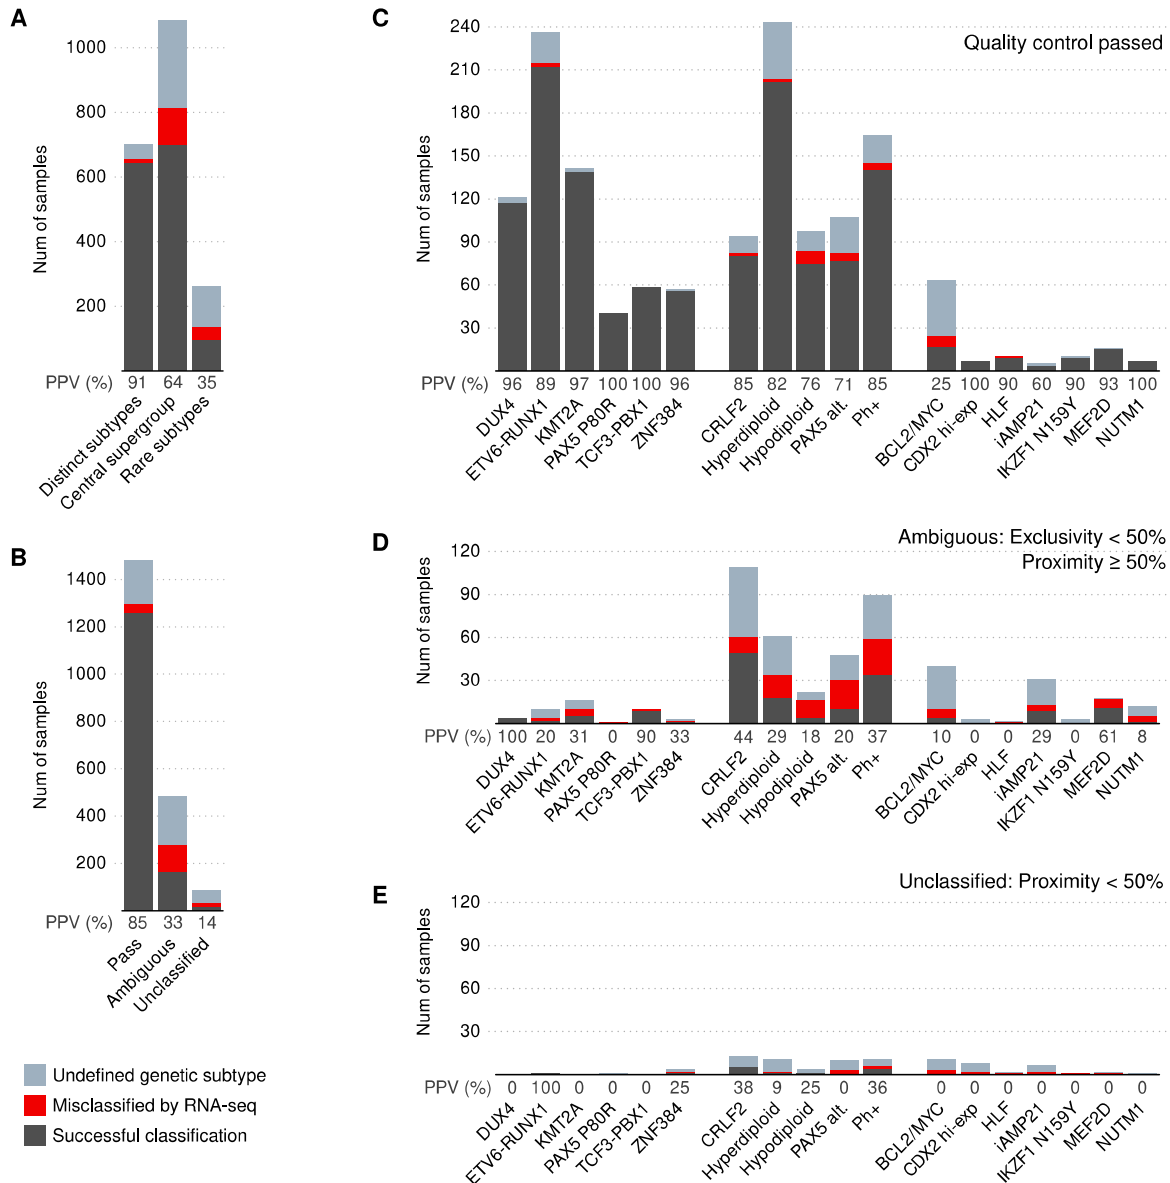 A
Num of samples
1000
800
600
400
200
PPV (%) 91 64 35
Distinct subtypes
Central supergroup
Rare subtypes
B
Num of samples
1400
1200
1000
800
600
400
200
PPV (%) 85 33 14
Pass
Ambiguous
Unclassified
Undefined genetic subtype
Misclassified by RNA-seq
Successful classification
C
Quality control passed
Num of samples
240
210
180
150
120
90
60
30
PPV (%) 96 89 97 100 100 96 85 82 76 71 85 25 100 90 60 90 93 100
DUX4
ETV6-RUNX1
KMT2A
PAX5 P80R
TCF3-PBX1
ZNF384
CRLF2
Hyperdiploid
Hypodiploid
PAX5 alt.
Ph+
BCL2/MYC
CDX2 hi-exp
HLF
iAMP21
IKZF1 N159Y
MEF2D
NUTM1
D
Ambiguous: Exclusivity < 50%
Proximity ≥ 50%
Num of samples
120
90
60
30
PPV (%) 100 20 31 0 90 33 44 29 18 20 37 10 0 0 29 0 61 8
DUX4
ETV6-RUNX1
KMT2A
PAX5 P80R
TCF3-PBX1
ZNF384
CRLF2
Hyperdiploid
Hypodiploid
PAX5 alt.
Ph+
BCL2/MYC
CDX2 hi-exp
HLF
iAMP21
IKZF1 N159Y
MEF2D
NUTM1
E
Unclassified: Proximity < 50%
Num of samples
120
90
60
30
PPV (%) 0 100 0 0 0 25 38 9 25 0 36 0 0 0 0 0 0 0
DUX4
ETV6-RUNX1
KMT2A
PAX5 P80R
TCF3-PBX1
ZNF384
CRLF2
Hyperdiploid
Hypodiploid
PAX5 alt.
Ph+
BCL2/MYC
CDX2 hi-exp
HLF
iAMP21
IKZF1 N159Y
MEF2D
NUTM1